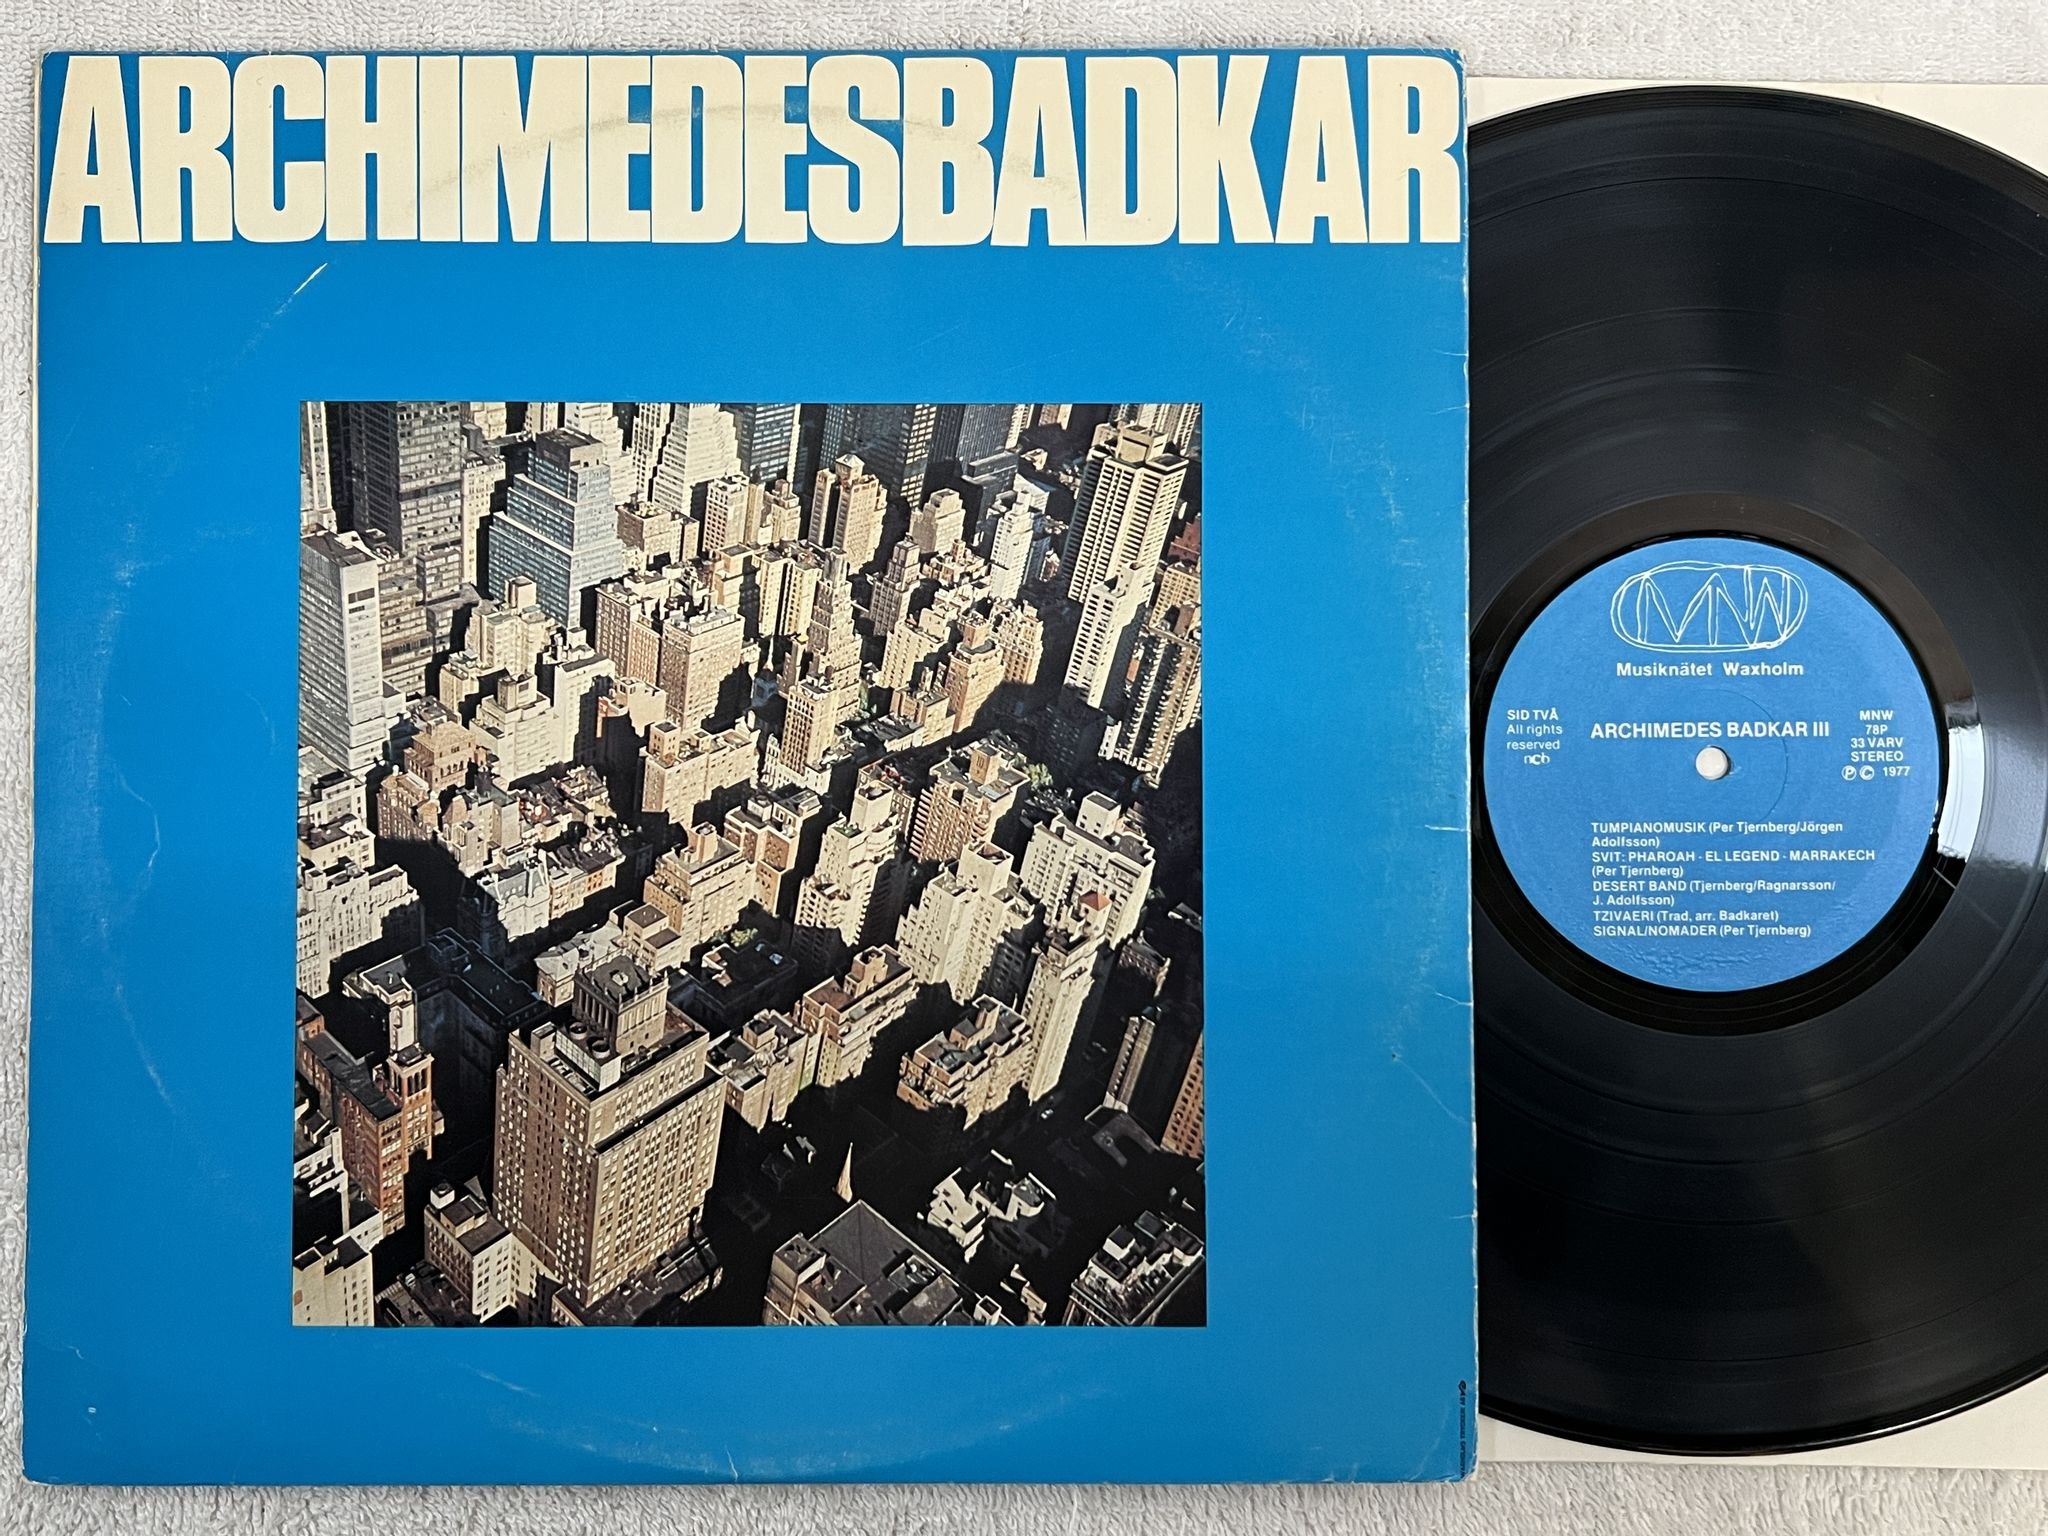 ARCHIMEDESBADKAR
MNW
Musiknätet Waxholm
SID TVÅ
All rights
reserved
ncb
ARCHIMEDES BADKAR III
MNW
78P
33 VARV
STEREO
Ⓟ © 1977
TUMPIANOMUSIK (Per Tjernberg/Jörgen
Adolfsson)
SVIT: PHAROAH - EL LEGEND - MARRAKECH
(Per Tjernberg)
DESERT BAND (Tjernberg/Ragnarsson/
J. Adolfsson)
TZIVAERI (Trad, arr. Badkaret)
SIGNAL/NOMADER (Per Tjernberg)